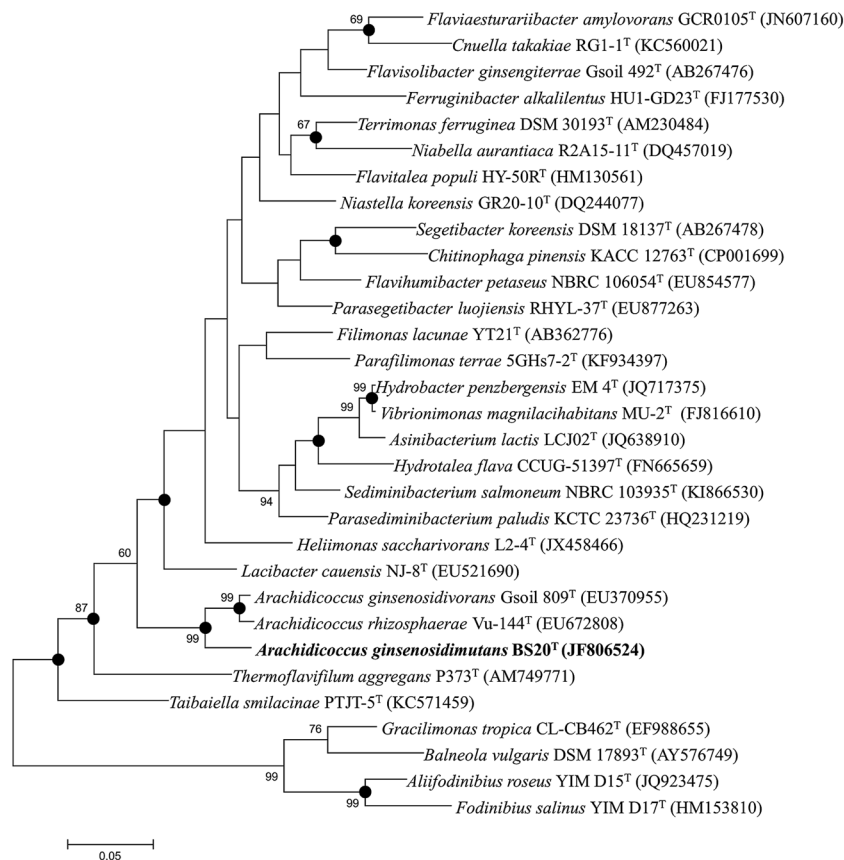 69
Flaviaesturariibacter amylovorans GCR0105ᵀ (JN607160)
Cnuella takakiae RG1-1ᵀ (KC560021)
Flavisolibacter ginsengiterrae Gsoil 492ᵀ (AB267476)
Ferruginibacter alkalilentus HU1-GD23ᵀ (FJ177530)
67
Terrimonas ferruginea DSM 30193ᵀ (AM230484)
Niabella aurantiaca R2A15-11ᵀ (DQ457019)
Flavitalea populi HY-50Rᵀ (HM130561)
Niastella koreensis GR20-10ᵀ (DQ244077)
Segetibacter koreensis DSM 18137ᵀ (AB267478)
Chitinophaga pinensis KACC 12763ᵀ (CP001699)
Flavihumibacter petaseus NBRC 106054ᵀ (EU854577)
Parasegetibacter luojiensis RHYL-37ᵀ (EU877263)
Filimonas lacunae YT21ᵀ (AB362776)
Parafilimonas terrae 5GHs7-2ᵀ (KF934397)
99
Hydrobacter penzbergensis EM 4ᵀ (JQ717375)
99
Vibrionimonas magnilacihabitans MU-2ᵀ (FJ816610)
Asinibacterium lactis LCJ02ᵀ (JQ638910)
Hydrotalea flava CCUG-51397ᵀ (FN665659)
Sediminibacterium salmoneum NBRC 103935ᵀ (KI866530)
94
Parasediminibacterium paludis KCTC 23736ᵀ (HQ231219)
Heliimonas saccharivorans L2-4ᵀ (JX458466)
60
Lacibacter cauensis NJ-8ᵀ (EU521690)
99
Arachidicoccus ginsenosidivorans Gsoil 809ᵀ (EU370955)
87
Arachidicoccus rhizosphaerae Vu-144ᵀ (EU672808)
99
Arachidicoccus ginsenosidimutans BS20ᵀ (JF806524)
Thermoflavifilum aggregans P373ᵀ (AM749771)
Taibaiella smilacinae PTJT-5ᵀ (KC571459)
76
Gracilimonas tropica CL-CB462ᵀ (EF988655)
Balneola vulgaris DSM 17893ᵀ (AY576749)
99
Aliifodinibius roseus YIM D15ᵀ (JQ923475)
99
Fodinibius salinus YIM D17ᵀ (HM153810)
0.05